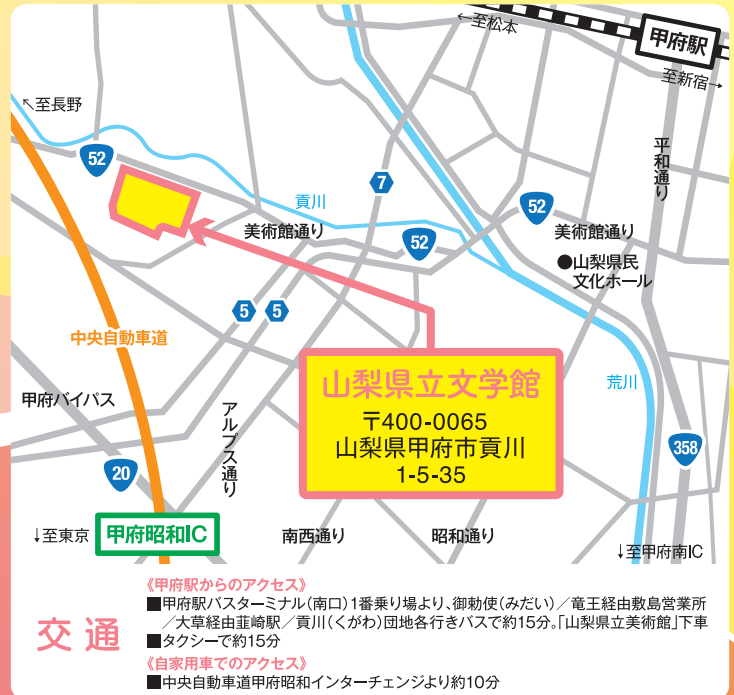 ←至松本
甲府駅
至新宿→
↖至長野
平和通り
52
7
貢川
52
美術館通り
52
美術館通り
●山梨県民
文化ホール
5
5
中央自動車道
山梨県立文学館
〒400-0065
山梨県甲府市貢川
1-5-35
荒川
甲府バイパス
アルプス通り
358
20
↓至東京
甲府昭和IC
南西通り
昭和通り
↓至甲府南IC
交通
《甲府駅からのアクセス》
■甲府駅バスターミナル(南口)1番乗り場より、御勅使(みだい)／竜王経由敷島営業所
／大草経由韮崎駅／貢川(くがわ)団地各行きバスで約15分。「山梨県立美術館」下車
■タクシーで約15分
《自家用車でのアクセス》
■中央自動車道甲府昭和インターチェンジより約10分